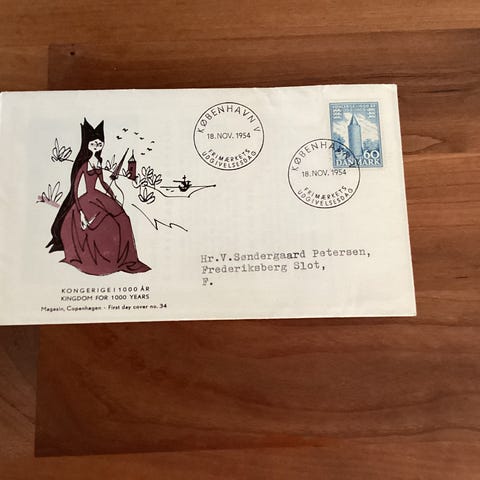 KØBENHAVN V
18. NOV. 1954
FRIMÆRKETS
UDGIVELSESDAG
KONGERIGE I 1000 ÅR
60
DANMARK
KØBENHAVN
18. NOV. 1954
FRIMÆRKETS
UDGIVELSESDAG
Hr.V.Søndergaard Petersen,
Frederiksberg Slot,
F.
KONGERIGE I 1000 ÅR
KINGDOM FOR 1000 YEARS
Magasin, Copenhagen - First day cover no. 34